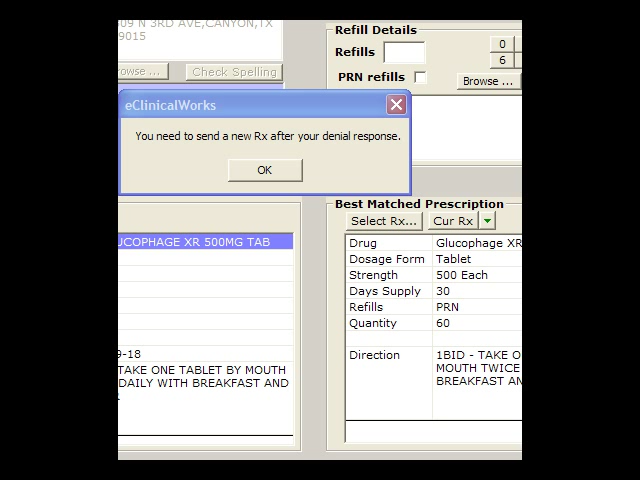 09 N 3RD AVE,CANYON,TX
9015
Browse ...
Check Spelling
Refill Details
Refills
0
6
PRN refills
Browse ...
eClinicalWorks
You need to send a new Rx after your denial response.
OK
Best Matched Prescription
Select Rx...
Cur Rx
UCOPHAGE XR 500MG TAB
9-18
TAKE ONE TABLET BY MOUTH
DAILY WITH BREAKFAST AND
Drug Glucophage XR
Dosage Form Tablet
Strength 500 Each
Days Supply 30
Refills PRN
Quantity 60
Direction 1BID - TAKE O
MOUTH TWICE
BREAKFAST AN